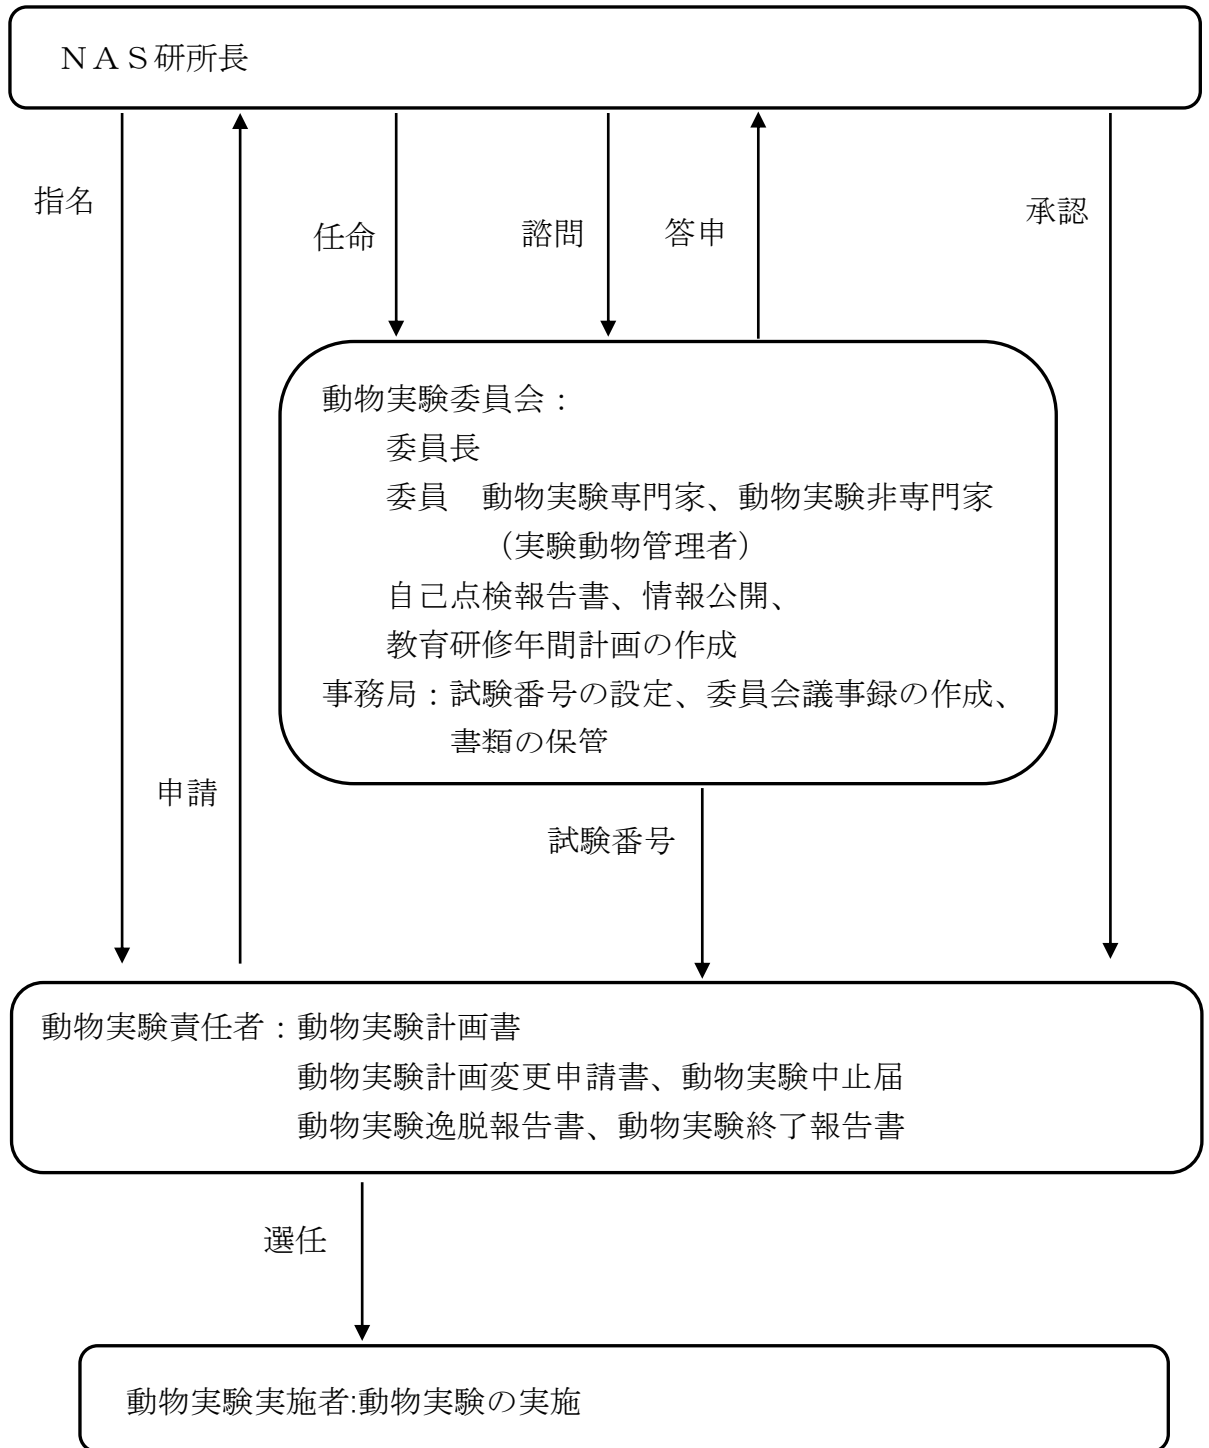 ＮＡＳ研所長
指名
任命
諮問
答申
承認
動物実験委員会：
委員長
委員　動物実験専門家、動物実験非専門家
（実験動物管理者）
自己点検報告書、情報公開、
教育研修年間計画の作成
事務局：試験番号の設定、委員会議事録の作成、
書類の保管
申請
試験番号
動物実験責任者：動物実験計画書
動物実験計画変更申請書、動物実験中止届
動物実験逸脱報告書、動物実験終了報告書
選任
動物実験実施者:動物実験の実施